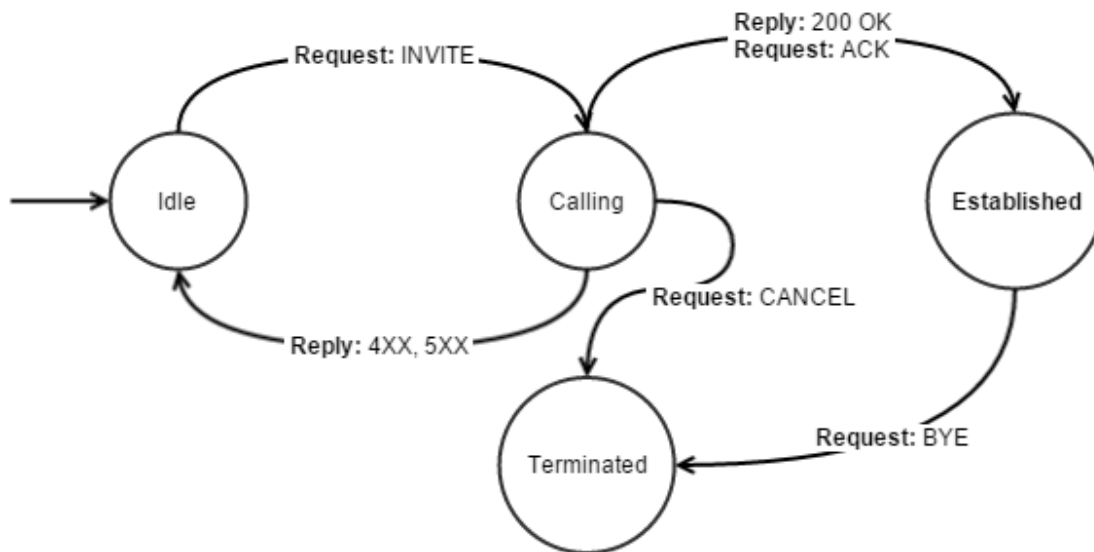 Reply: 200 OK
Request: ACK
Request: INVITE
Idle
Calling
Established
Request: CANCEL
Reply: 4XX, 5XX
Request: BYE
Terminated